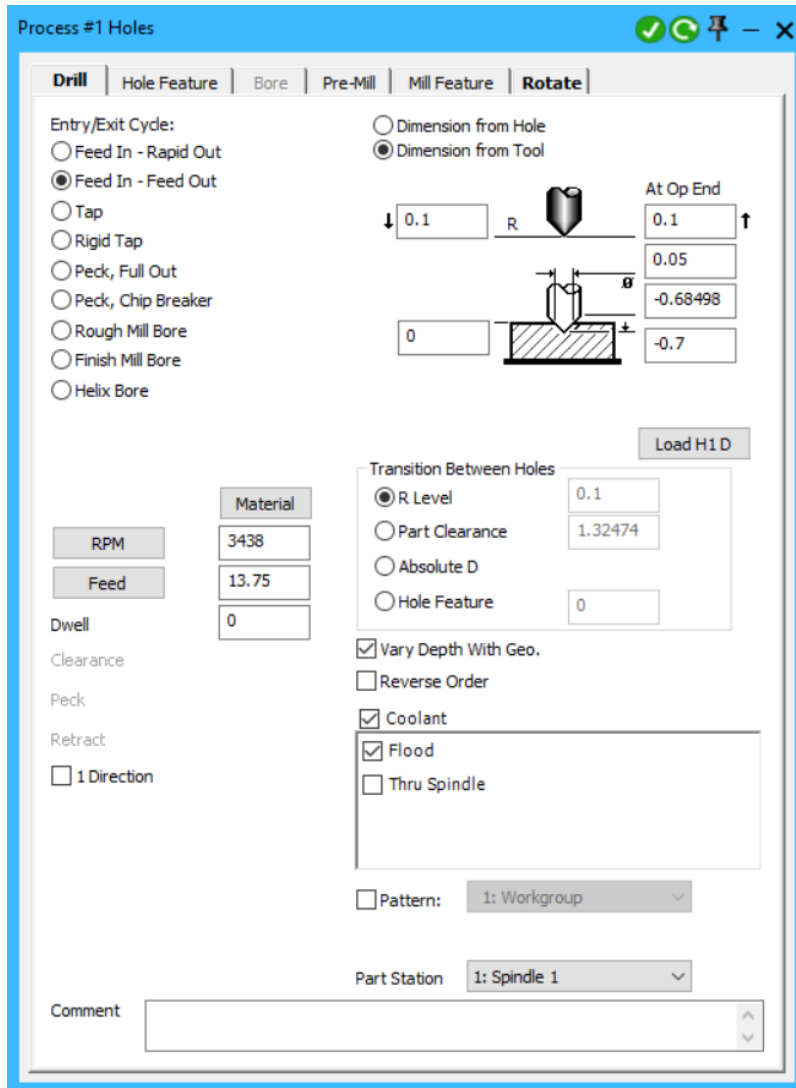 Process #1 Holes
Drill Hole Feature Bore Pre-Mill Mill Feature Rotate
Entry/Exit Cycle:
Feed In - Rapid Out
Feed In - Feed Out
Tap
Rigid Tap
Peck, Full Out
Peck, Chip Breaker
Rough Mill Bore
Finish Mill Bore
Helix Bore
Dimension from Hole
Dimension from Tool
At Op End
0.1 R 0.1
0.05
Ø
-0.68498
0 -0.7
Load H1 D
Material
RPM 3438
Feed 13.75
Dwell 0
Clearance
Peck
Retract
1 Direction
Transition Between Holes
R Level 0.1
Part Clearance 1.32474
Absolute D
Hole Feature 0
Vary Depth With Geo.
Reverse Order
Coolant
Flood
Thru Spindle
Pattern: 1: Workgroup
Part Station 1: Spindle 1
Comment